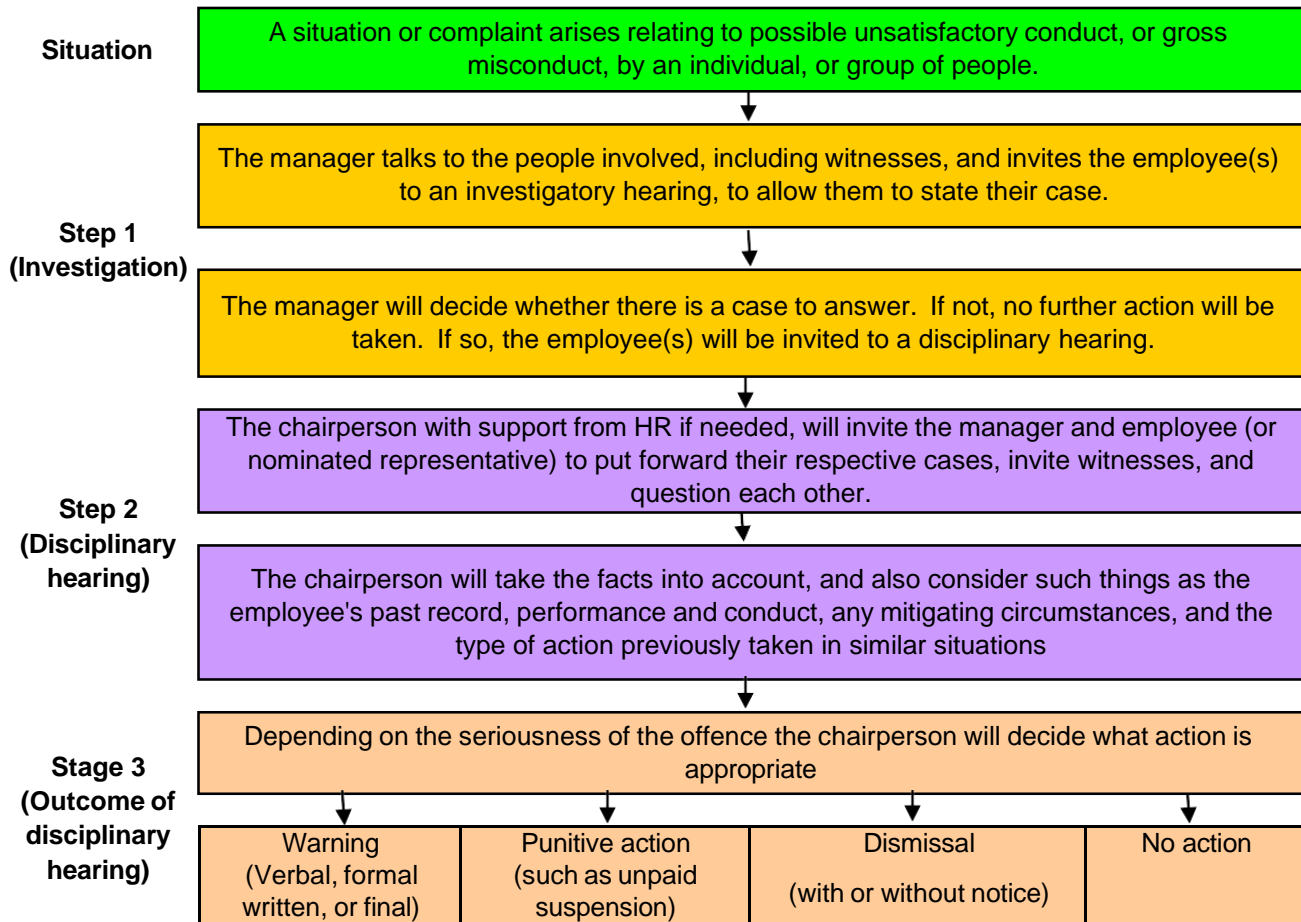 Situation
A situation or complaint arises relating to possible unsatisfactory conduct, or gross
misconduct, by an individual, or group of people.
Step 1
(Investigation)
The manager talks to the people involved, including witnesses, and invites the employee(s)
to an investigatory hearing, to allow them to state their case.
The manager will decide whether there is a case to answer.  If not, no further action will be
taken.  If so, the employee(s) will be invited to a disciplinary hearing.
Step 2
(Disciplinary
hearing)
The chairperson with support from HR if needed, will invite the manager and employee (or
nominated representative) to put forward their respective cases, invite witnesses, and
question each other.
The chairperson will take the facts into account, and also consider such things as the
employee's past record, performance and conduct, any mitigating circumstances, and the
type of action previously taken in similar situations
Stage 3
(Outcome of
disciplinary
hearing)
Depending on the seriousness of the offence the chairperson will decide what action is
appropriate
Warning
(Verbal, formal
written, or final)
Punitive action
(such as unpaid
suspension)
Dismissal
(with or without notice)
No action